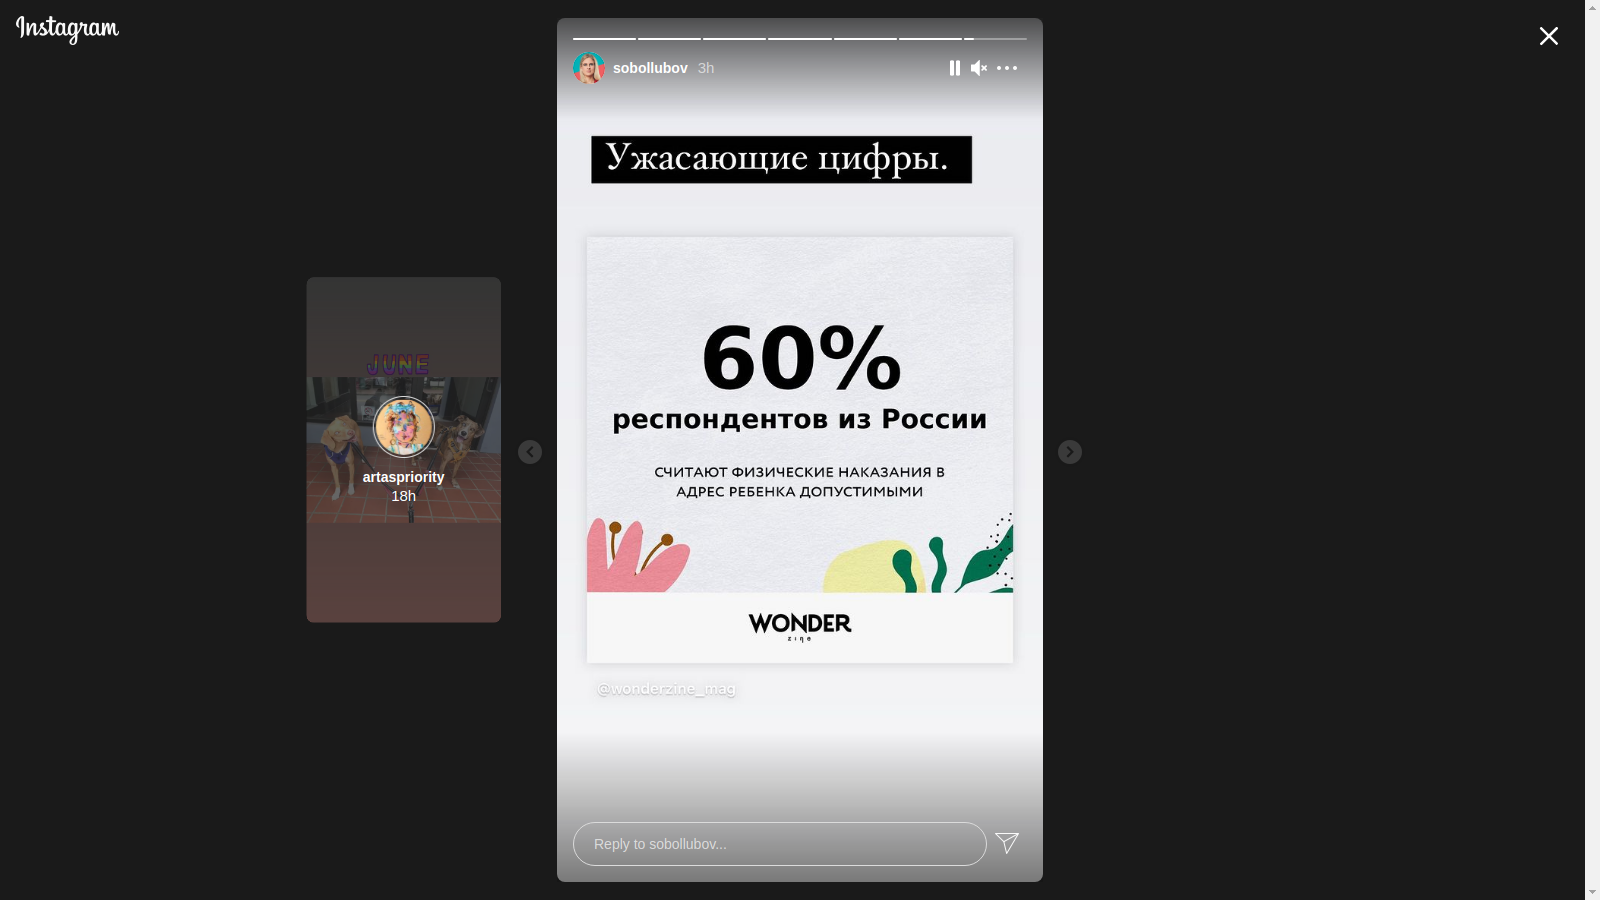 Instagram
sobollubov 3h
Ужасающие цифры.
60%
респондентов из России
СЧИТАЮТ ФИЗИЧЕСКИЕ НАКАЗАНИЯ В
АДРЕС РЕБЕНКА ДОПУСТИМЫМИ
WONDER
zine
@wonderzine_mag
JUNE
artaspriority
18h
Reply to sobollubov...